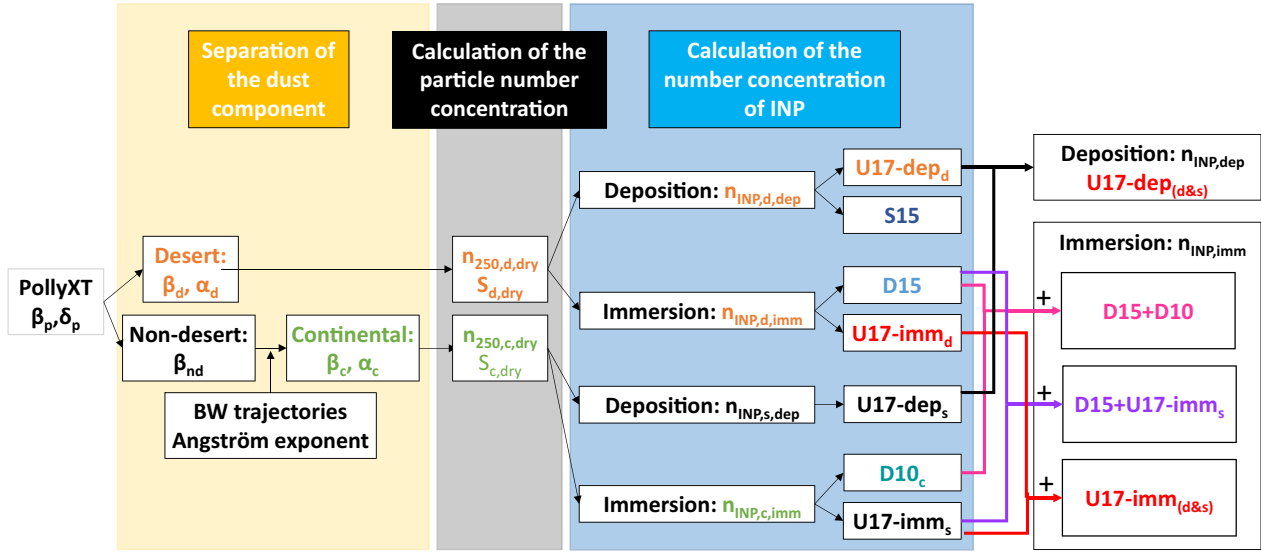 Separation of
the dust
component
Calculation of the
particle number
concentration
Calculation of the
number concentration
of INP
PollyXT
βp,δp
Desert:
βd, αd
Non-desert:
βnd
Continental:
βc, αc
BW trajectories
Angström exponent
n250,d,dry
Sd,dry
n250,c,dry
Sc,dry
Deposition: nINP,d,dep
Immersion: nINP,d,imm
Deposition: nINP,s,dep
Immersion: nINP,c,imm
U17-depd
S15
D15
U17-immd
U17-deps
D10c
U17-imms
Deposition: nINP,dep
U17-dep(d&s)
Immersion: nINP,imm
+
D15+D10
+
D15+U17-imms
+
U17-imm(d&s)